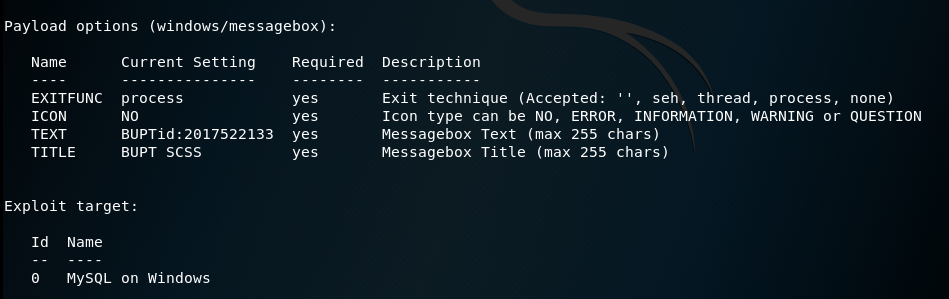 Payload options (windows/messagebox):
Name Current Setting Required Description
---- --------------- -------- -----------
EXITFUNC process yes Exit technique (Accepted: '', seh, thread, process, none)
ICON NO yes Icon type can be NO, ERROR, INFORMATION, WARNING or QUESTION
TEXT BUPTid:2017522133 yes Messagebox Text (max 255 chars)
TITLE BUPT SCSS yes Messagebox Title (max 255 chars)
Exploit target:
Id Name
-- ----
0 MySQL on Windows